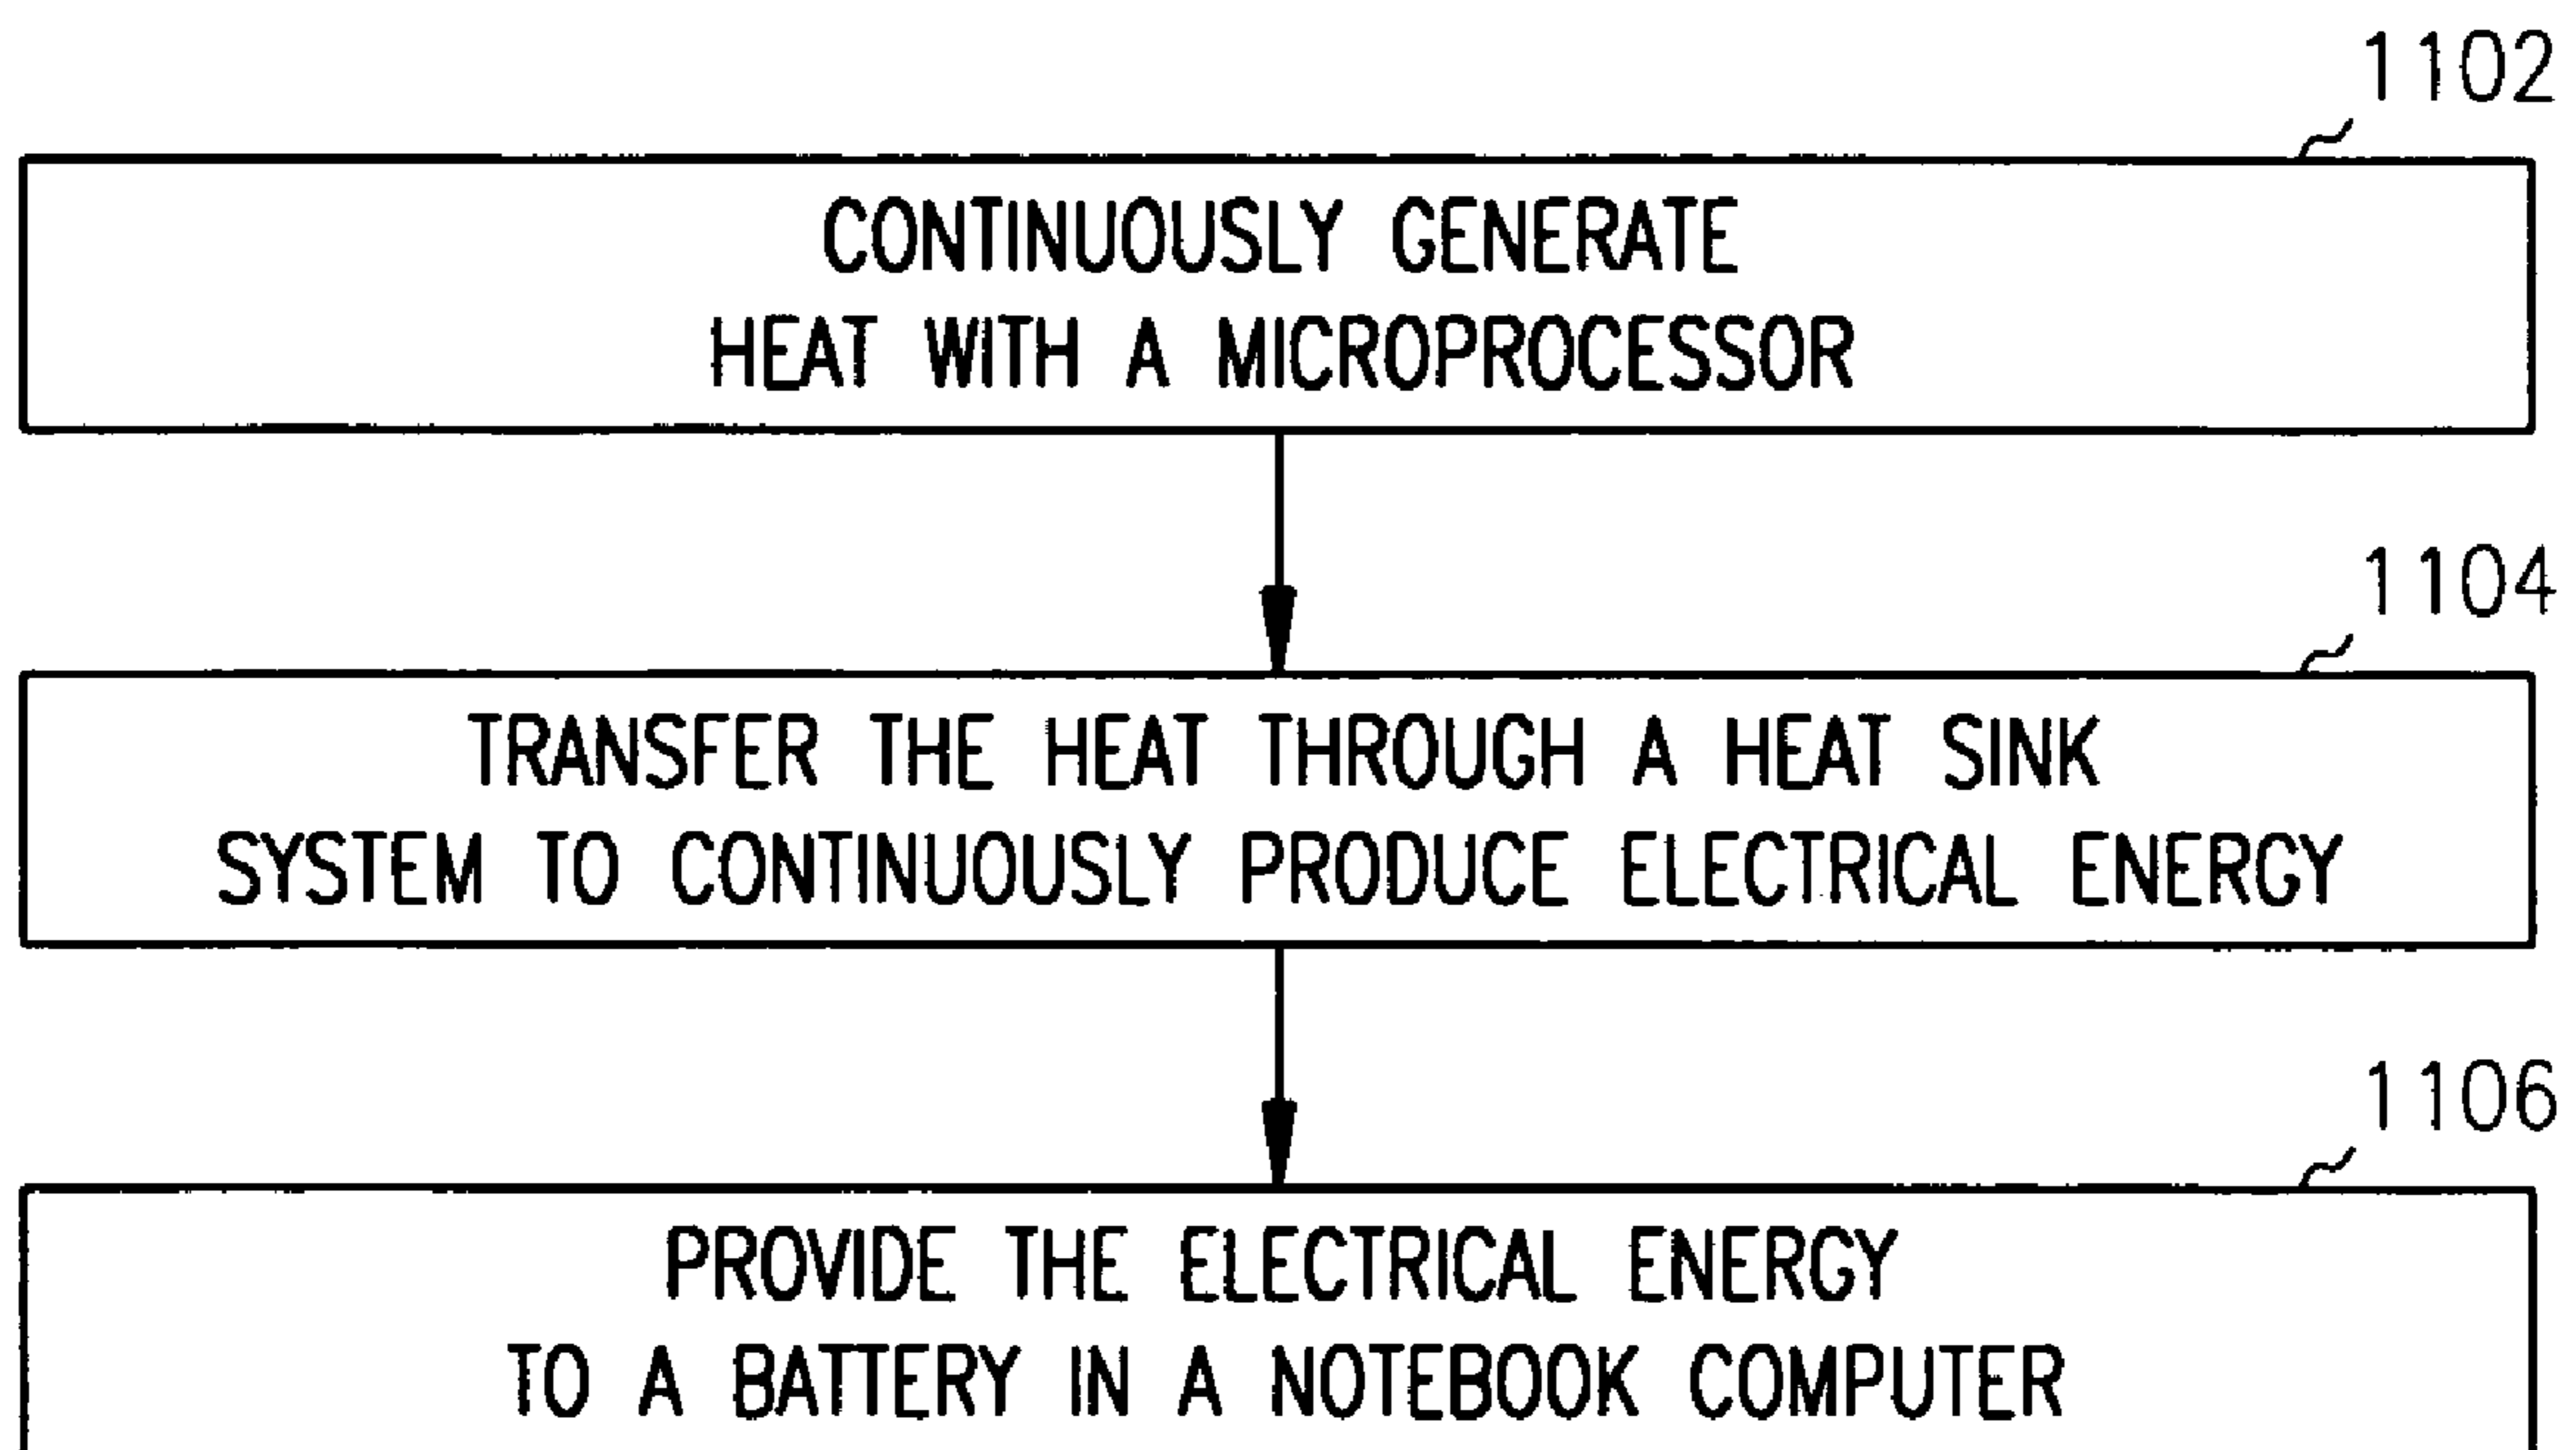 1102
CONTINUOUSLY GENERATE
HEAT WITH A MICROPROCESSOR
1104
TRANSFER THE HEAT THROUGH A HEAT SINK
SYSTEM TO CONTINUOUSLY PRODUCE ELECTRICAL ENERGY
1106
PROVIDE THE ELECTRICAL ENERGY
TO A BATTERY IN A NOTEBOOK COMPUTER